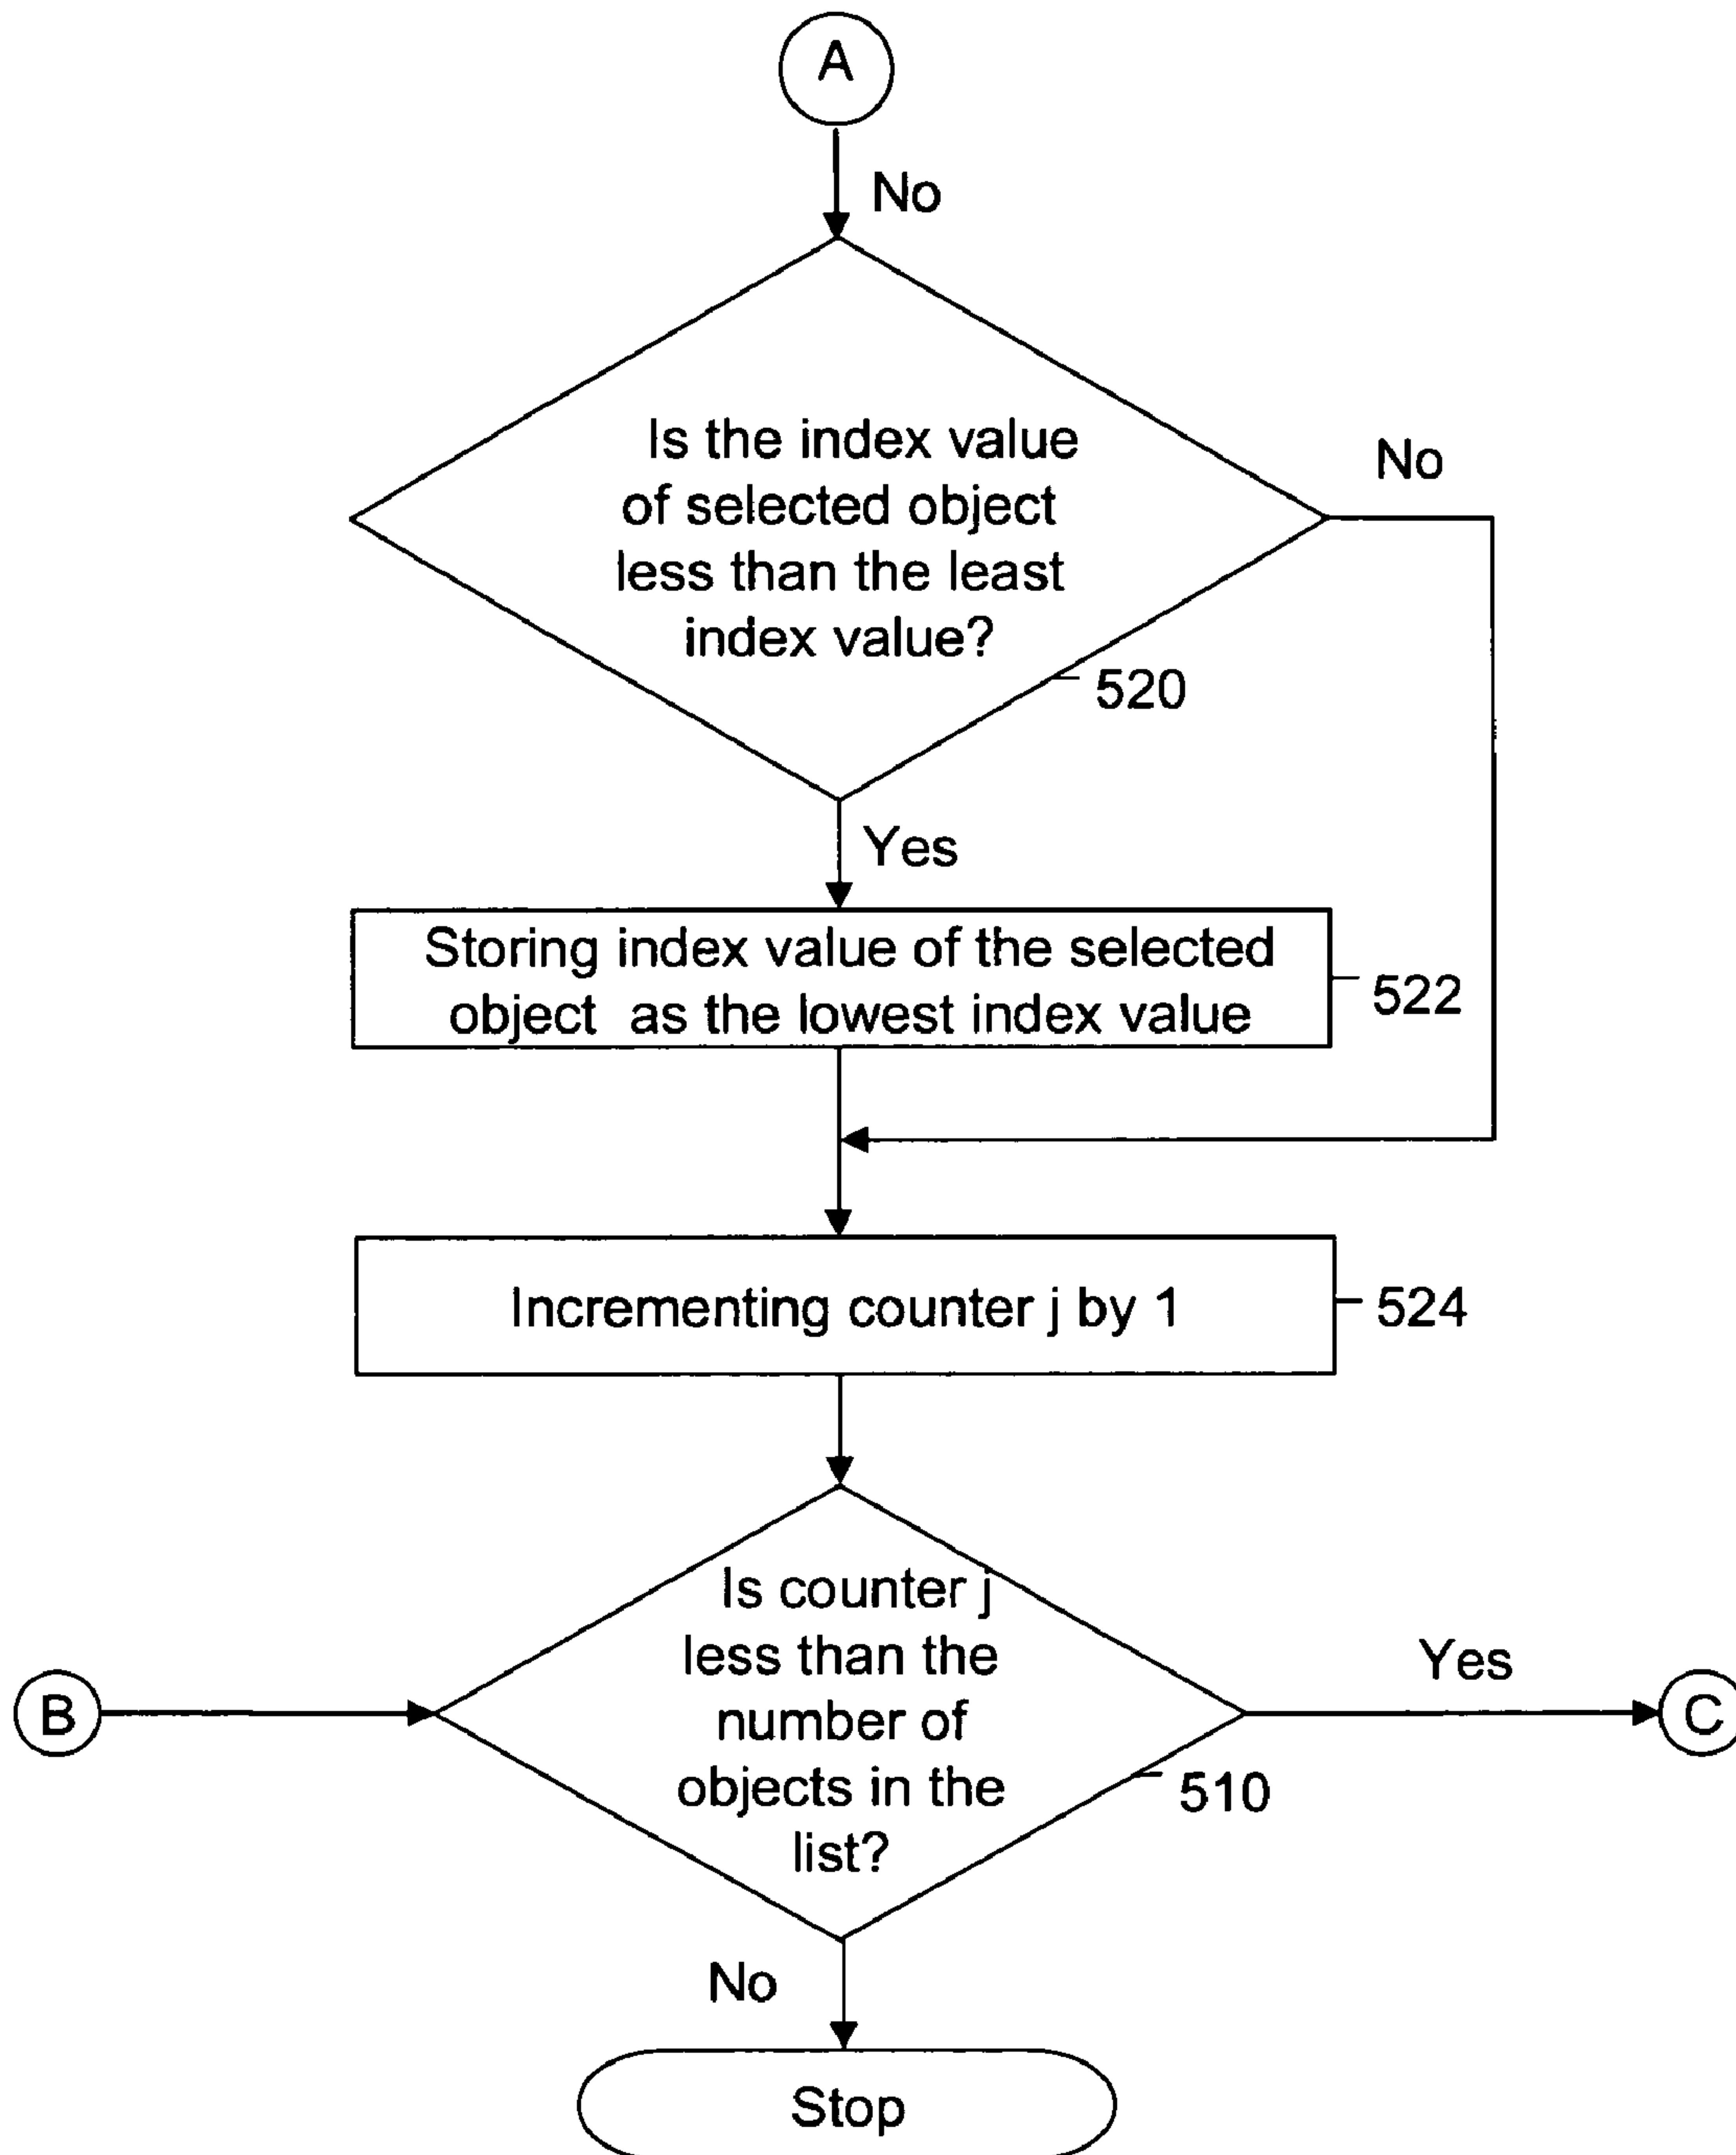 A
No
Is the index value
of selected object
less than the least
index value?
No
520
Yes
Storing index value of the selected
object as the lowest index value
522
Incrementing counter j by 1
524
Is counter j
less than the
number of
objects in the
list?
B
Yes
C
510
No
Stop